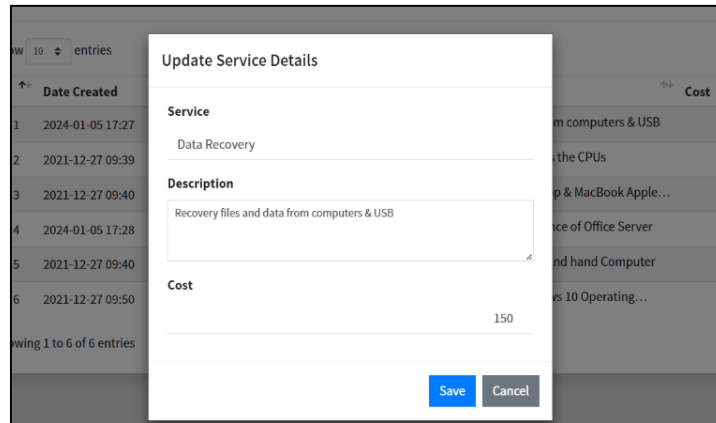 ow 10 entries
Update Service Details
Date Created
Cost
Service
1 2024-01-05 17:27
Data Recovery
m computers & USB
2 2021-12-27 09:39
the CPUs
Description
3 2021-12-27 09:40
Recovery files and data from computers & USB
p & MacBook Apple...
4 2024-01-05 17:28
nce of Office Server
5 2021-12-27 09:40
nd hand Computer
Cost
6 2021-12-27 09:50
ws 10 Operating...
150
owing 1 to 6 of 6 entries
Save Cancel